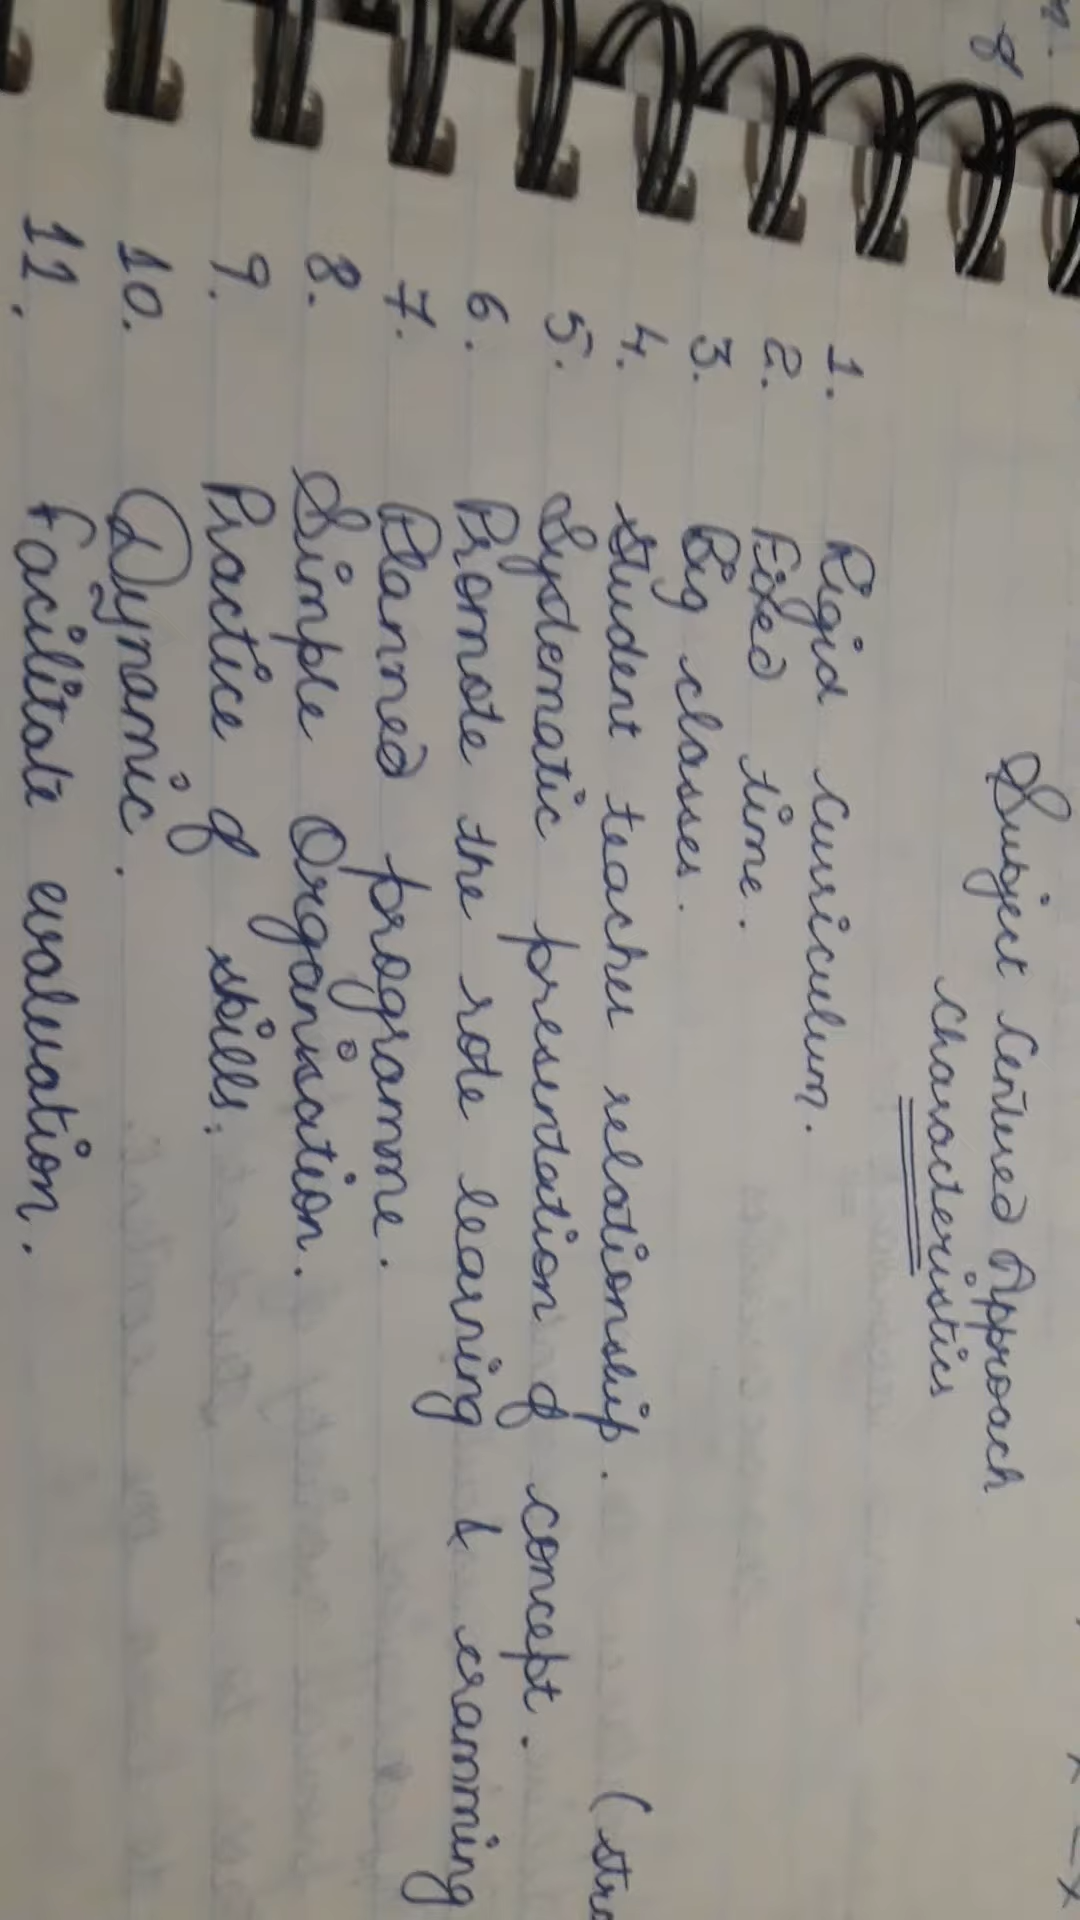 Subject Centred Approach
Characteristics
1. Rigid curriculum.
2. Fixed time.
3. Big classes.
4. Student teacher relationship.
5. Systematic presentation of concept. (stro
6. Promote the rote learning & cramming
7. Planned programme.
8. Simple Organisation.
9. Practice of skills.
10. Dynamic.
11. Facilitate evaluation.